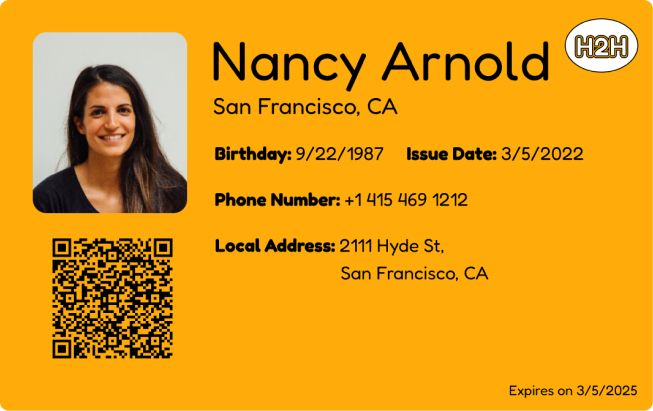 Nancy Arnold
H2H
San Francisco, CA
Birthday: 9/22/1987 Issue Date: 3/5/2022
Phone Number: +1 415 469 1212
Local Address: 2111 Hyde St,
San Francisco, CA
Expires on 3/5/2025